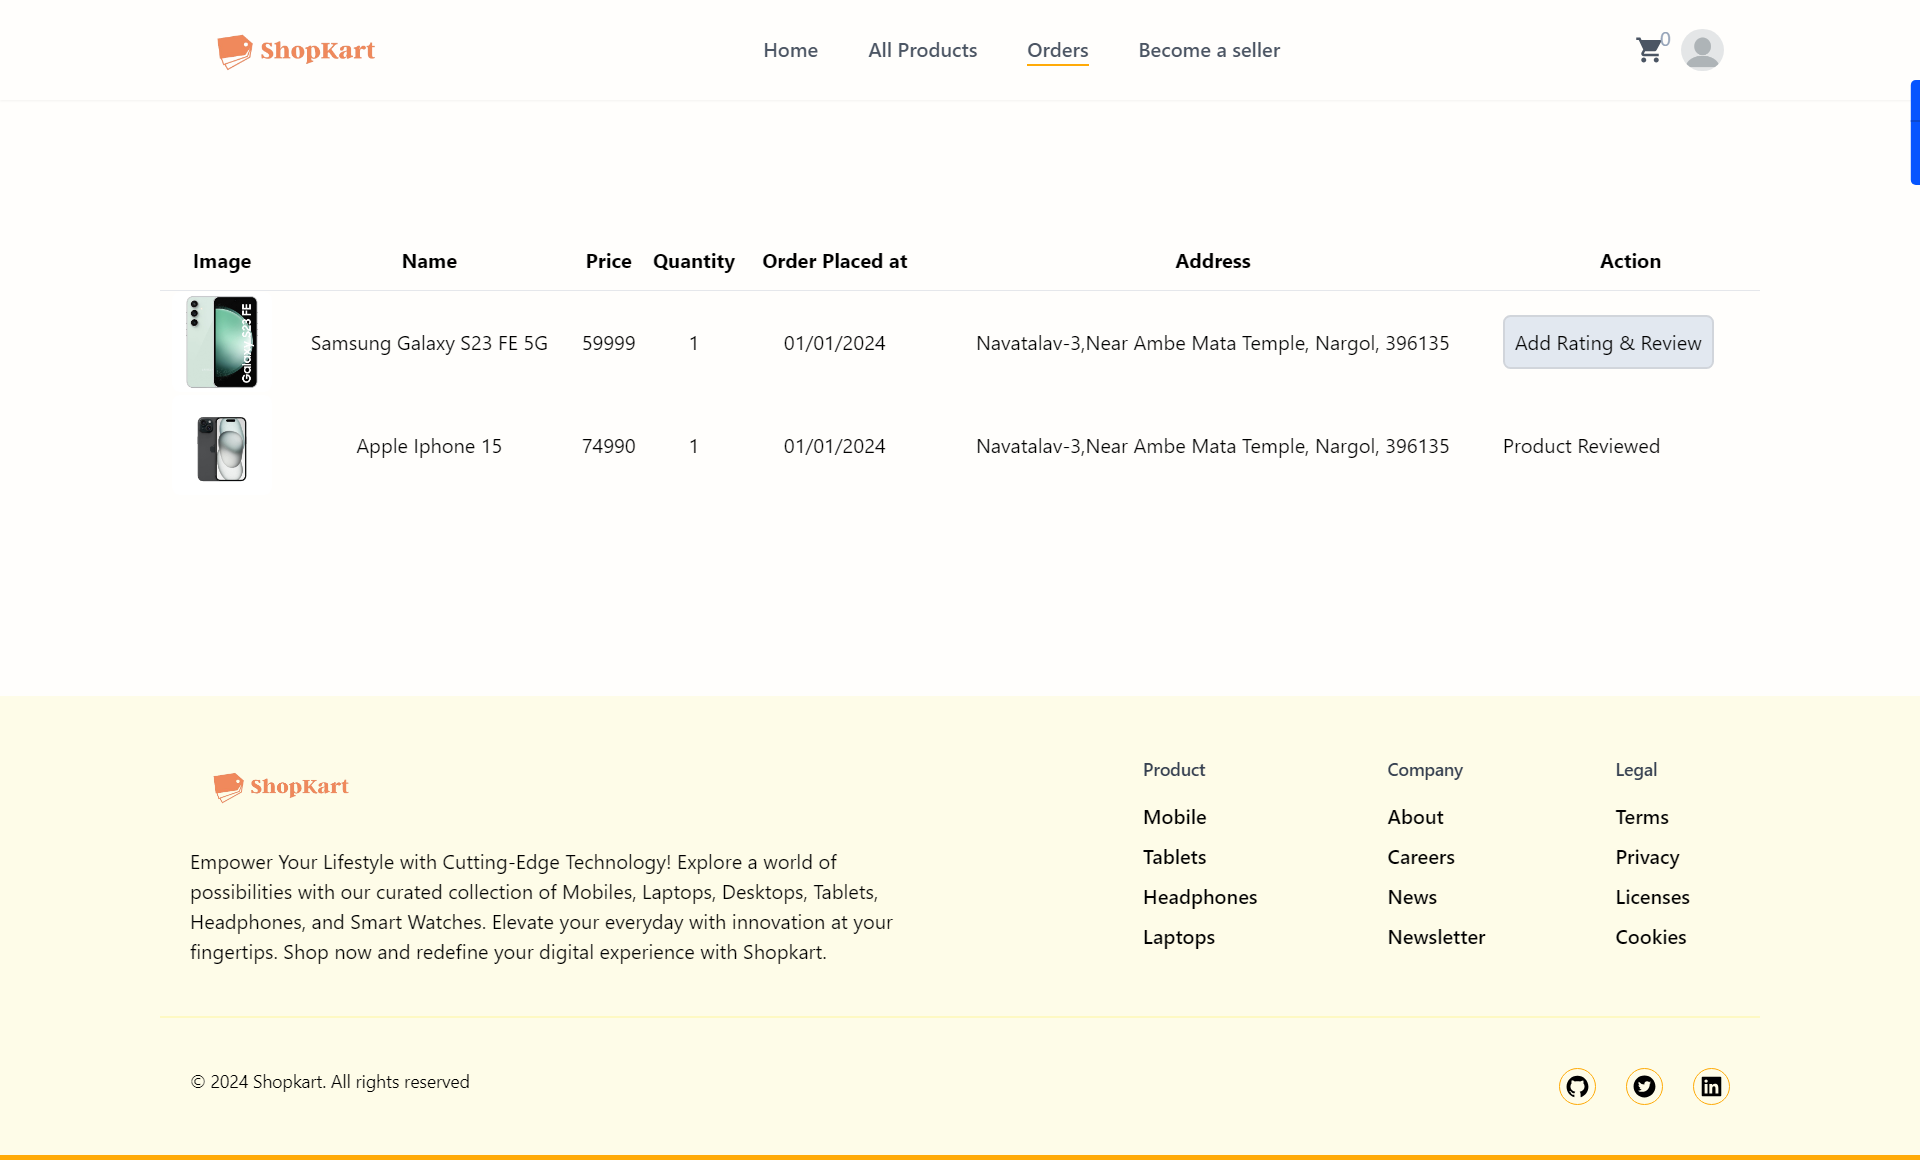 ShopKart
Home All Products Orders Become a seller
0
Image Name Price Quantity Order Placed at Address Action
Galaxy S23 FE
Samsung Galaxy S23 FE 5G 59999 1 01/01/2024 Navatalav-3,Near Ambe Mata Temple, Nargol, 396135 Add Rating & Review
Apple Iphone 15 74990 1 01/01/2024 Navatalav-3,Near Ambe Mata Temple, Nargol, 396135 Product Reviewed
ShopKart
Empower Your Lifestyle with Cutting-Edge Technology! Explore a world of
possibilities with our curated collection of Mobiles, Laptops, Desktops, Tablets,
Headphones, and Smart Watches. Elevate your everyday with innovation at your
fingertips. Shop now and redefine your digital experience with Shopkart.
Product
Mobile
Tablets
Headphones
Laptops
Company
About
Careers
News
Newsletter
Legal
Terms
Privacy
Licenses
Cookies
© 2024 Shopkart. All rights reserved
in